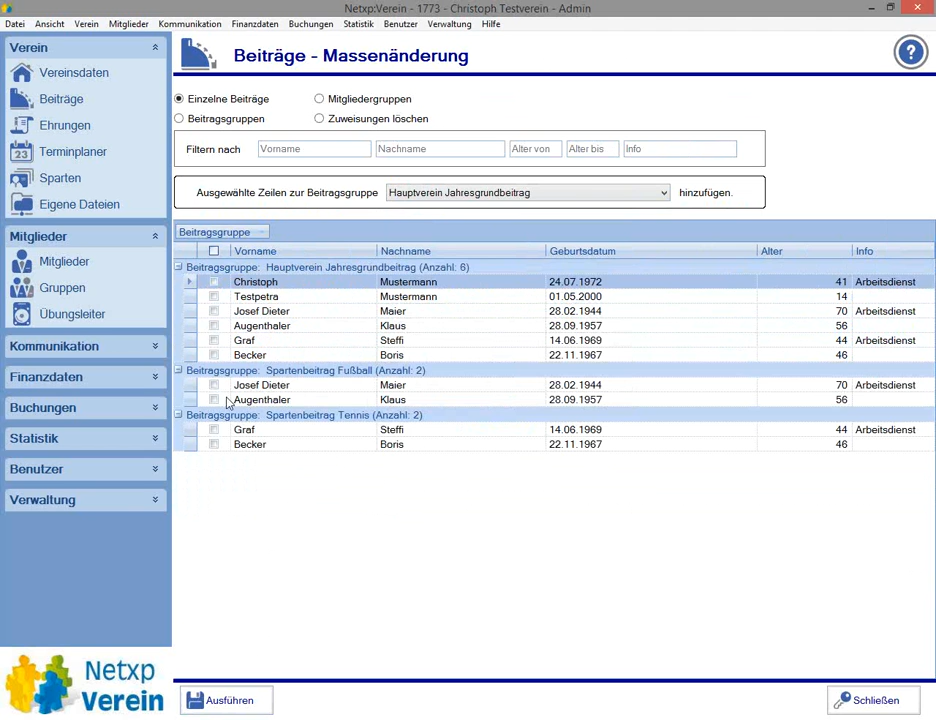 Netxp:Verein - 1773 - Christoph Testverein - Admin
Datei Ansicht Verein Mitglieder Kommunikation Finanzdaten Buchungen Statistik Benutzer Verwaltung Hilfe
Verein
Vereinsdaten
Beiträge
Ehrungen
23 Terminplaner
Sparten
Eigene Dateien
Mitglieder
Mitglieder
Gruppen
Übungsleiter
Kommunikation
Finanzdaten
Buchungen
Statistik
Benutzer
Verwaltung
Netxp
Verein
Beiträge - Massenänderung
?
Einzelne Beiträge Mitgliedergruppen
Beitragsgruppen Zuweisungen löschen
Filtern nach Vorname Nachname Alter von Alter bis Info
Ausgewählte Zeilen zur Beitragsgruppe Hauptverein Jahresgrundbeitrag hinzufügen.
Beitragsgruppe
Vorname Nachname Geburtsdatum Alter Info
Beitragsgruppe: Hauptverein Jahresgrundbeitrag (Anzahl: 6)
Christoph Mustermann 24.07.1972 41 Arbeitsdienst
Testpetra Mustermann 01.05.2000 14
Josef Dieter Maier 28.02.1944 70 Arbeitsdienst
Augenthaler Klaus 28.09.1957 56
Graf Steffi 14.06.1969 44 Arbeitsdienst
Becker Boris 22.11.1967 46
Beitragsgruppe: Spartenbeitrag Fußball (Anzahl: 2)
Josef Dieter Maier 28.02.1944 70 Arbeitsdienst
Augenthaler Klaus 28.09.1957 56
Beitragsgruppe: Spartenbeitrag Tennis (Anzahl: 2)
Graf Steffi 14.06.1969 44 Arbeitsdienst
Becker Boris 22.11.1967 46
Ausführen Schließen